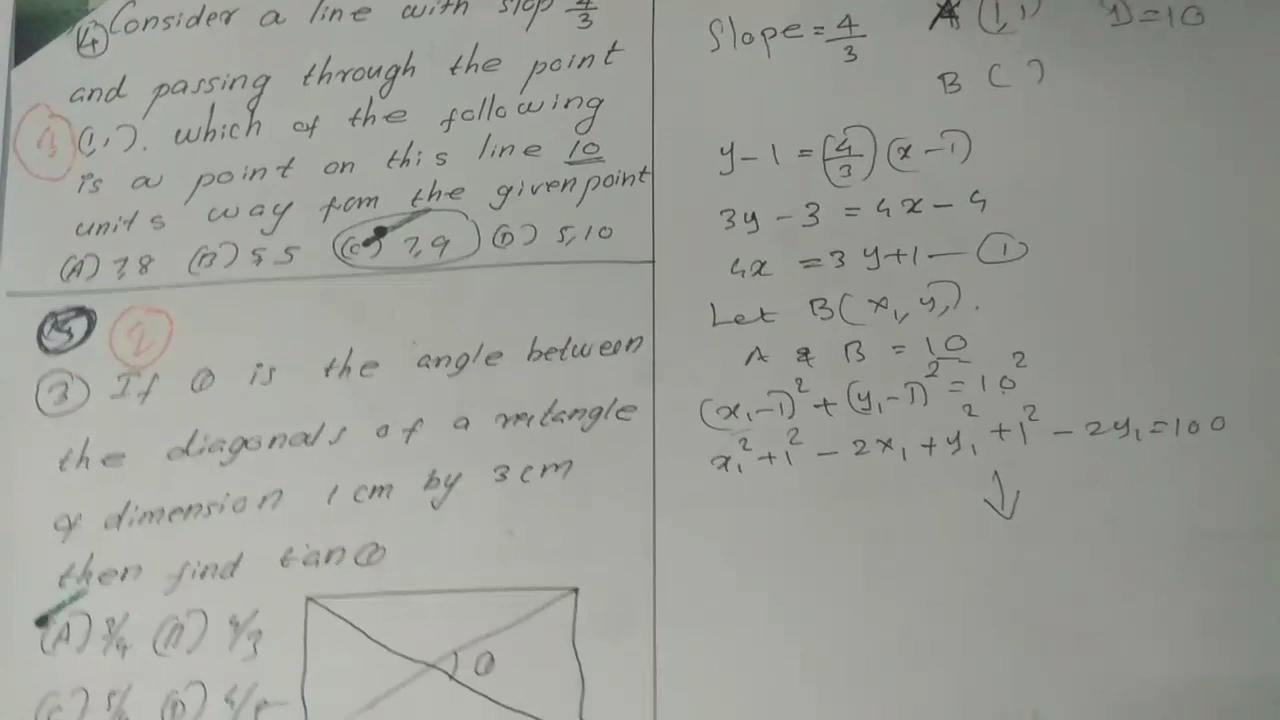 ④ Consider a line with slop 4/3
and passing through the point
(1,1). which of the following
is a point on this line 10
units way fom the given point
(A) 7,8 (B) 5,5 (C) 7,9 (D) 5,10
5 2
③ If θ is the angle between
the diagonals of a rectangle
of dimension 1 cm by 3 cm
then find tan θ
(A) 3/4 (B) 4/3
θ
Slope = 4/3 A (1,1) D = 10
B ( )
y - 1 = (4/3) (x - 1)
3y - 3 = 4x - 4
4x = 3y + 1 — ①
Let B(x₁, y₁).
A & B = 10
(x₁-1)² + (y₁-1)² = 10²
x₁² + 1² - 2x₁ + y₁² + 1² - 2y₁ = 100
↓